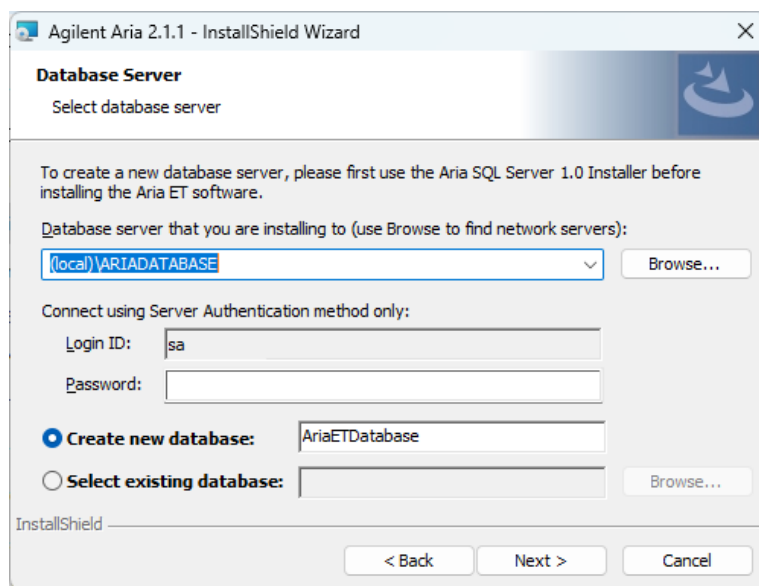 Agilent Aria 2.1.1 - InstallShield Wizard
Database Server
Select database server
To create a new database server, please first use the Aria SQL Server 1.0 Installer before
installing the Aria ET software.
Database server that you are installing to (use Browse to find network servers):
(local)\ARIADATABASE
Browse...
Connect using Server Authentication method only:
Login ID: sa
Password:
Create new database: AriaETDatabase
Select existing database: Browse...
InstallShield
< Back Next > Cancel